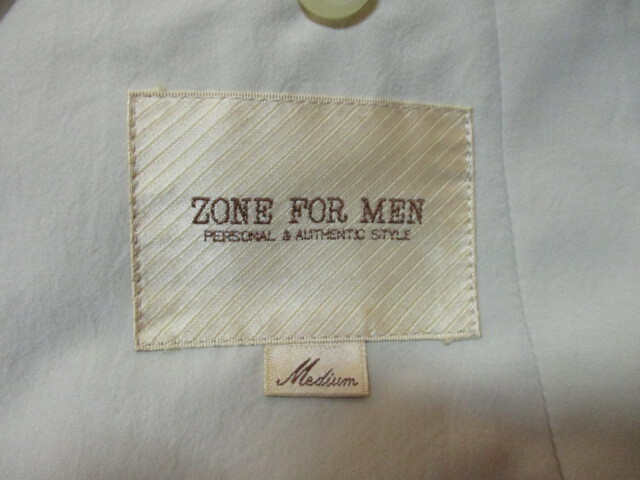 ZONE FOR MEN
PERSONAL & AUTHENTIC STYLE
Medium